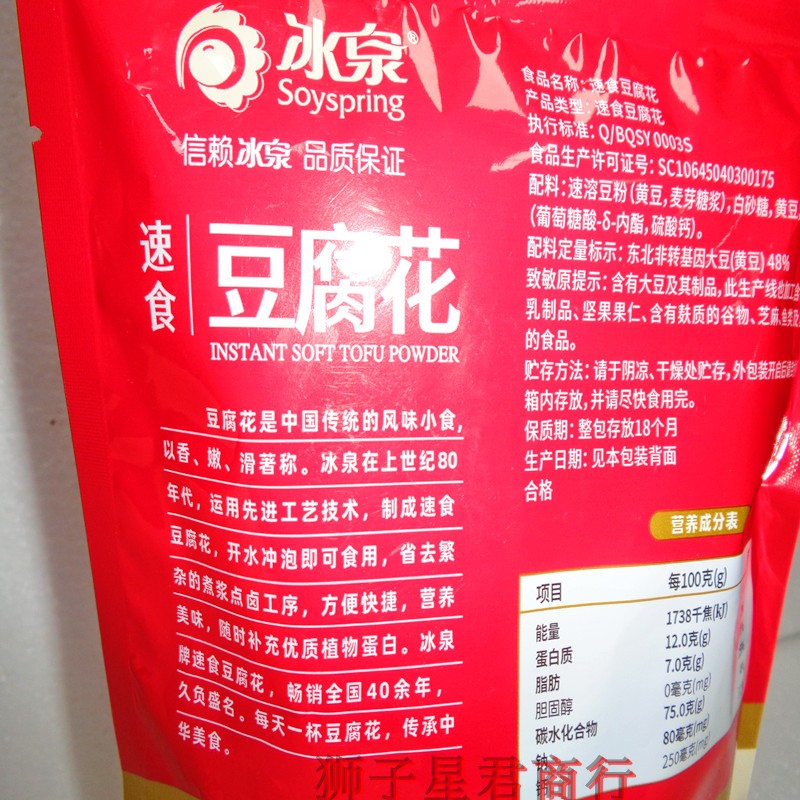 冰泉®
Soyspring
信赖冰泉 品质保证
速食
豆腐花
INSTANT SOFT TOFU POWDER
豆腐花是中国传统的风味小食,
以香、嫩、滑著称。冰泉在上世纪80
年代，运用先进工艺技术，制成速食
豆腐花，开水冲泡即可食用，省去繁
杂的煮浆点卤工序，方便快捷，营养
美味，随时补充优质植物蛋白。冰泉
牌速食豆腐花，畅销全国40余年，
久负盛名。每天一杯豆腐花，传承中
华美食。
食品名称：速食豆腐花
产品类型：速食豆腐花
执行标准：Q/BQSY 0003S
食品生产许可证号：SC10645040300175
配料：速溶豆粉（黄豆，麦芽糖浆），白砂糖，黄豆
（葡萄糖酸-δ-内酯，硫酸钙）。
配料定量标示：东北非转基因大豆(黄豆) 48%
致敏原提示：含有大豆及其制品，此生产线也加工含
乳制品、坚果果仁、含有麸质的谷物、芝麻、鱼类及
的食品。
贮存方法：请于阴凉、干燥处贮存，外包装开启后请
箱内存放，并请尽快食用完。
保质期：整包存放18个月
生产日期：见本包装背面
合格
营养成分表
项目 每100克(g)
能量 1738千焦(kJ)
蛋白质 12.0克(g)
脂肪 7.0克(g)
胆固醇 0毫克(mg)
碳水化合物 75.0克(g)
钠 80毫克(mg)
250毫克(mg)
狮子星君商行